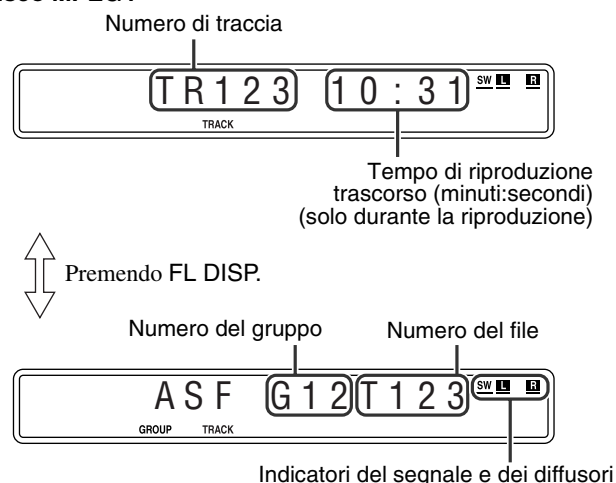 Numero di traccia
TR123 10:31 SW L R
TRACK
Tempo di riproduzione
trascorso (minuti:secondi)
(solo durante la riproduzione)
Premendo FL DISP.
Numero del gruppo Numero del file
ASF G12 T123 SW L R
GROUP TRACK
Indicatori del segnale e dei diffusori